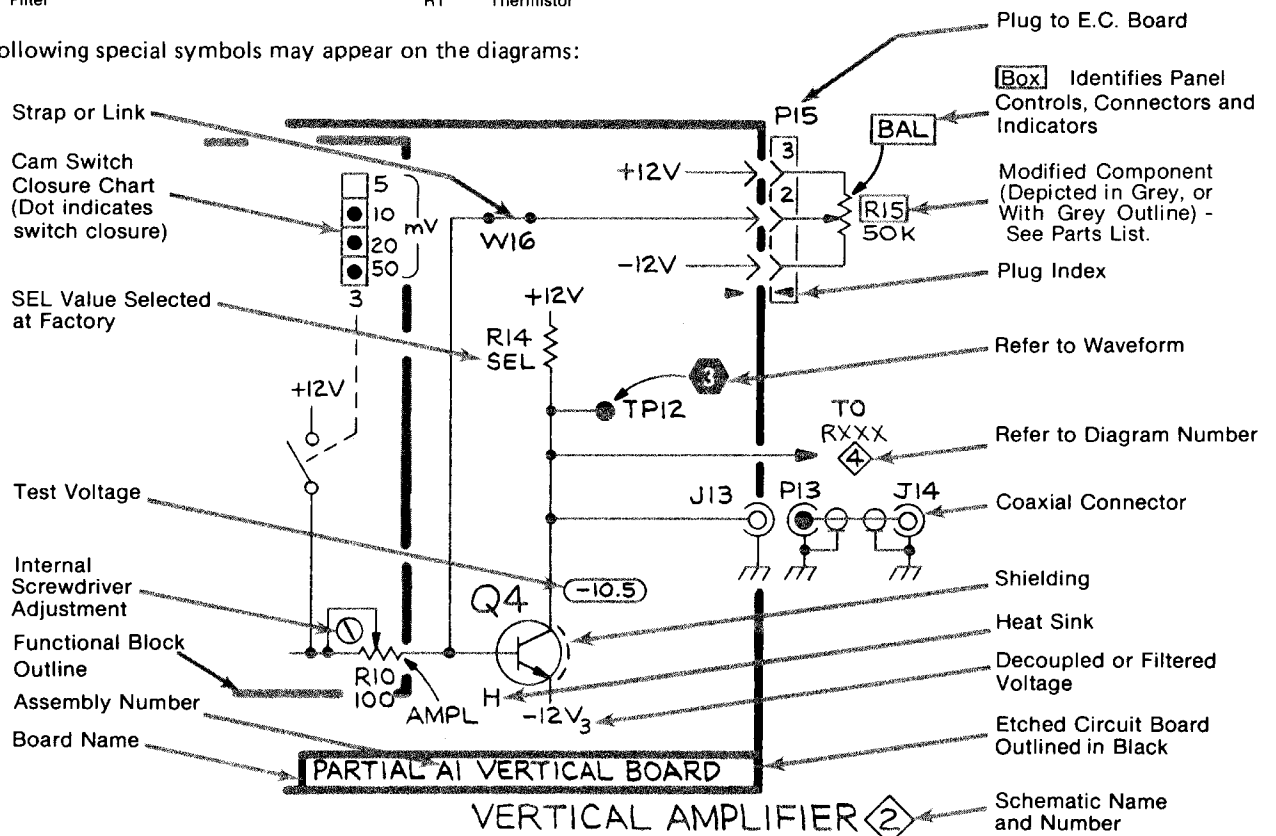 Filter
RT Thermistor
ollowing special symbols may appear on the diagrams:
Plug to E.C. Board
Box Identifies Panel
Controls, Connectors and
Indicators
Modified Component
(Depicted in Grey, or
With Grey Outline) -
See Parts List.
Plug Index
Refer to Waveform
Refer to Diagram Number
Coaxial Connector
Shielding
Heat Sink
Decoupled or Filtered
Voltage
Etched Circuit Board
Outlined in Black
Schematic Name
and Number
Strap or Link
Cam Switch
Closure Chart
(Dot indicates
switch closure)
SEL Value Selected
at Factory
Test Voltage
Internal
Screwdriver
Adjustment
Functional Block
Outline
Assembly Number
Board Name
5
10
20
50
mV
3
+12V
W16
+12V
-12V
P15
3
2
1
BAL
R15
50K
+12V
R14
SEL
3
TP12
TO
RXXX
4
J13
P13
J14
-10.5
Q4
R10
100
AMPL
H
-12V3
PARTIAL A1 VERTICAL BOARD
VERTICAL AMPLIFIER 2